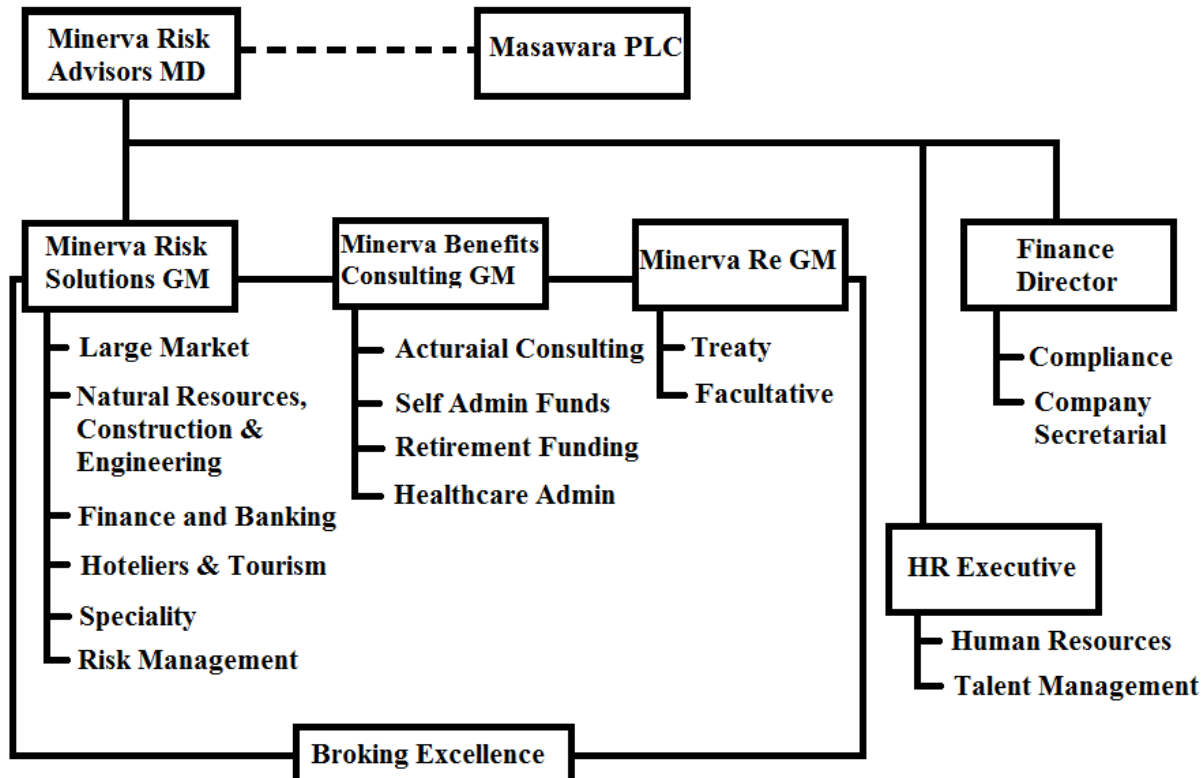 Minerva Risk
Advisors MD
Masawara PLC
Minerva Risk
Solutions GM
Large Market
Natural Resources,
Construction &
Engineering
Finance and Banking
Hoteliers & Tourism
Speciality
Risk Management
Minerva Benefits
Consulting GM
Acturaial Consulting
Self Admin Funds
Retirement Funding
Healthcare Admin
Minerva Re GM
Treaty
Facultative
Finance
Director
Compliance
Company
Secretarial
HR Executive
Human Resources
Talent Management
Broking Excellence